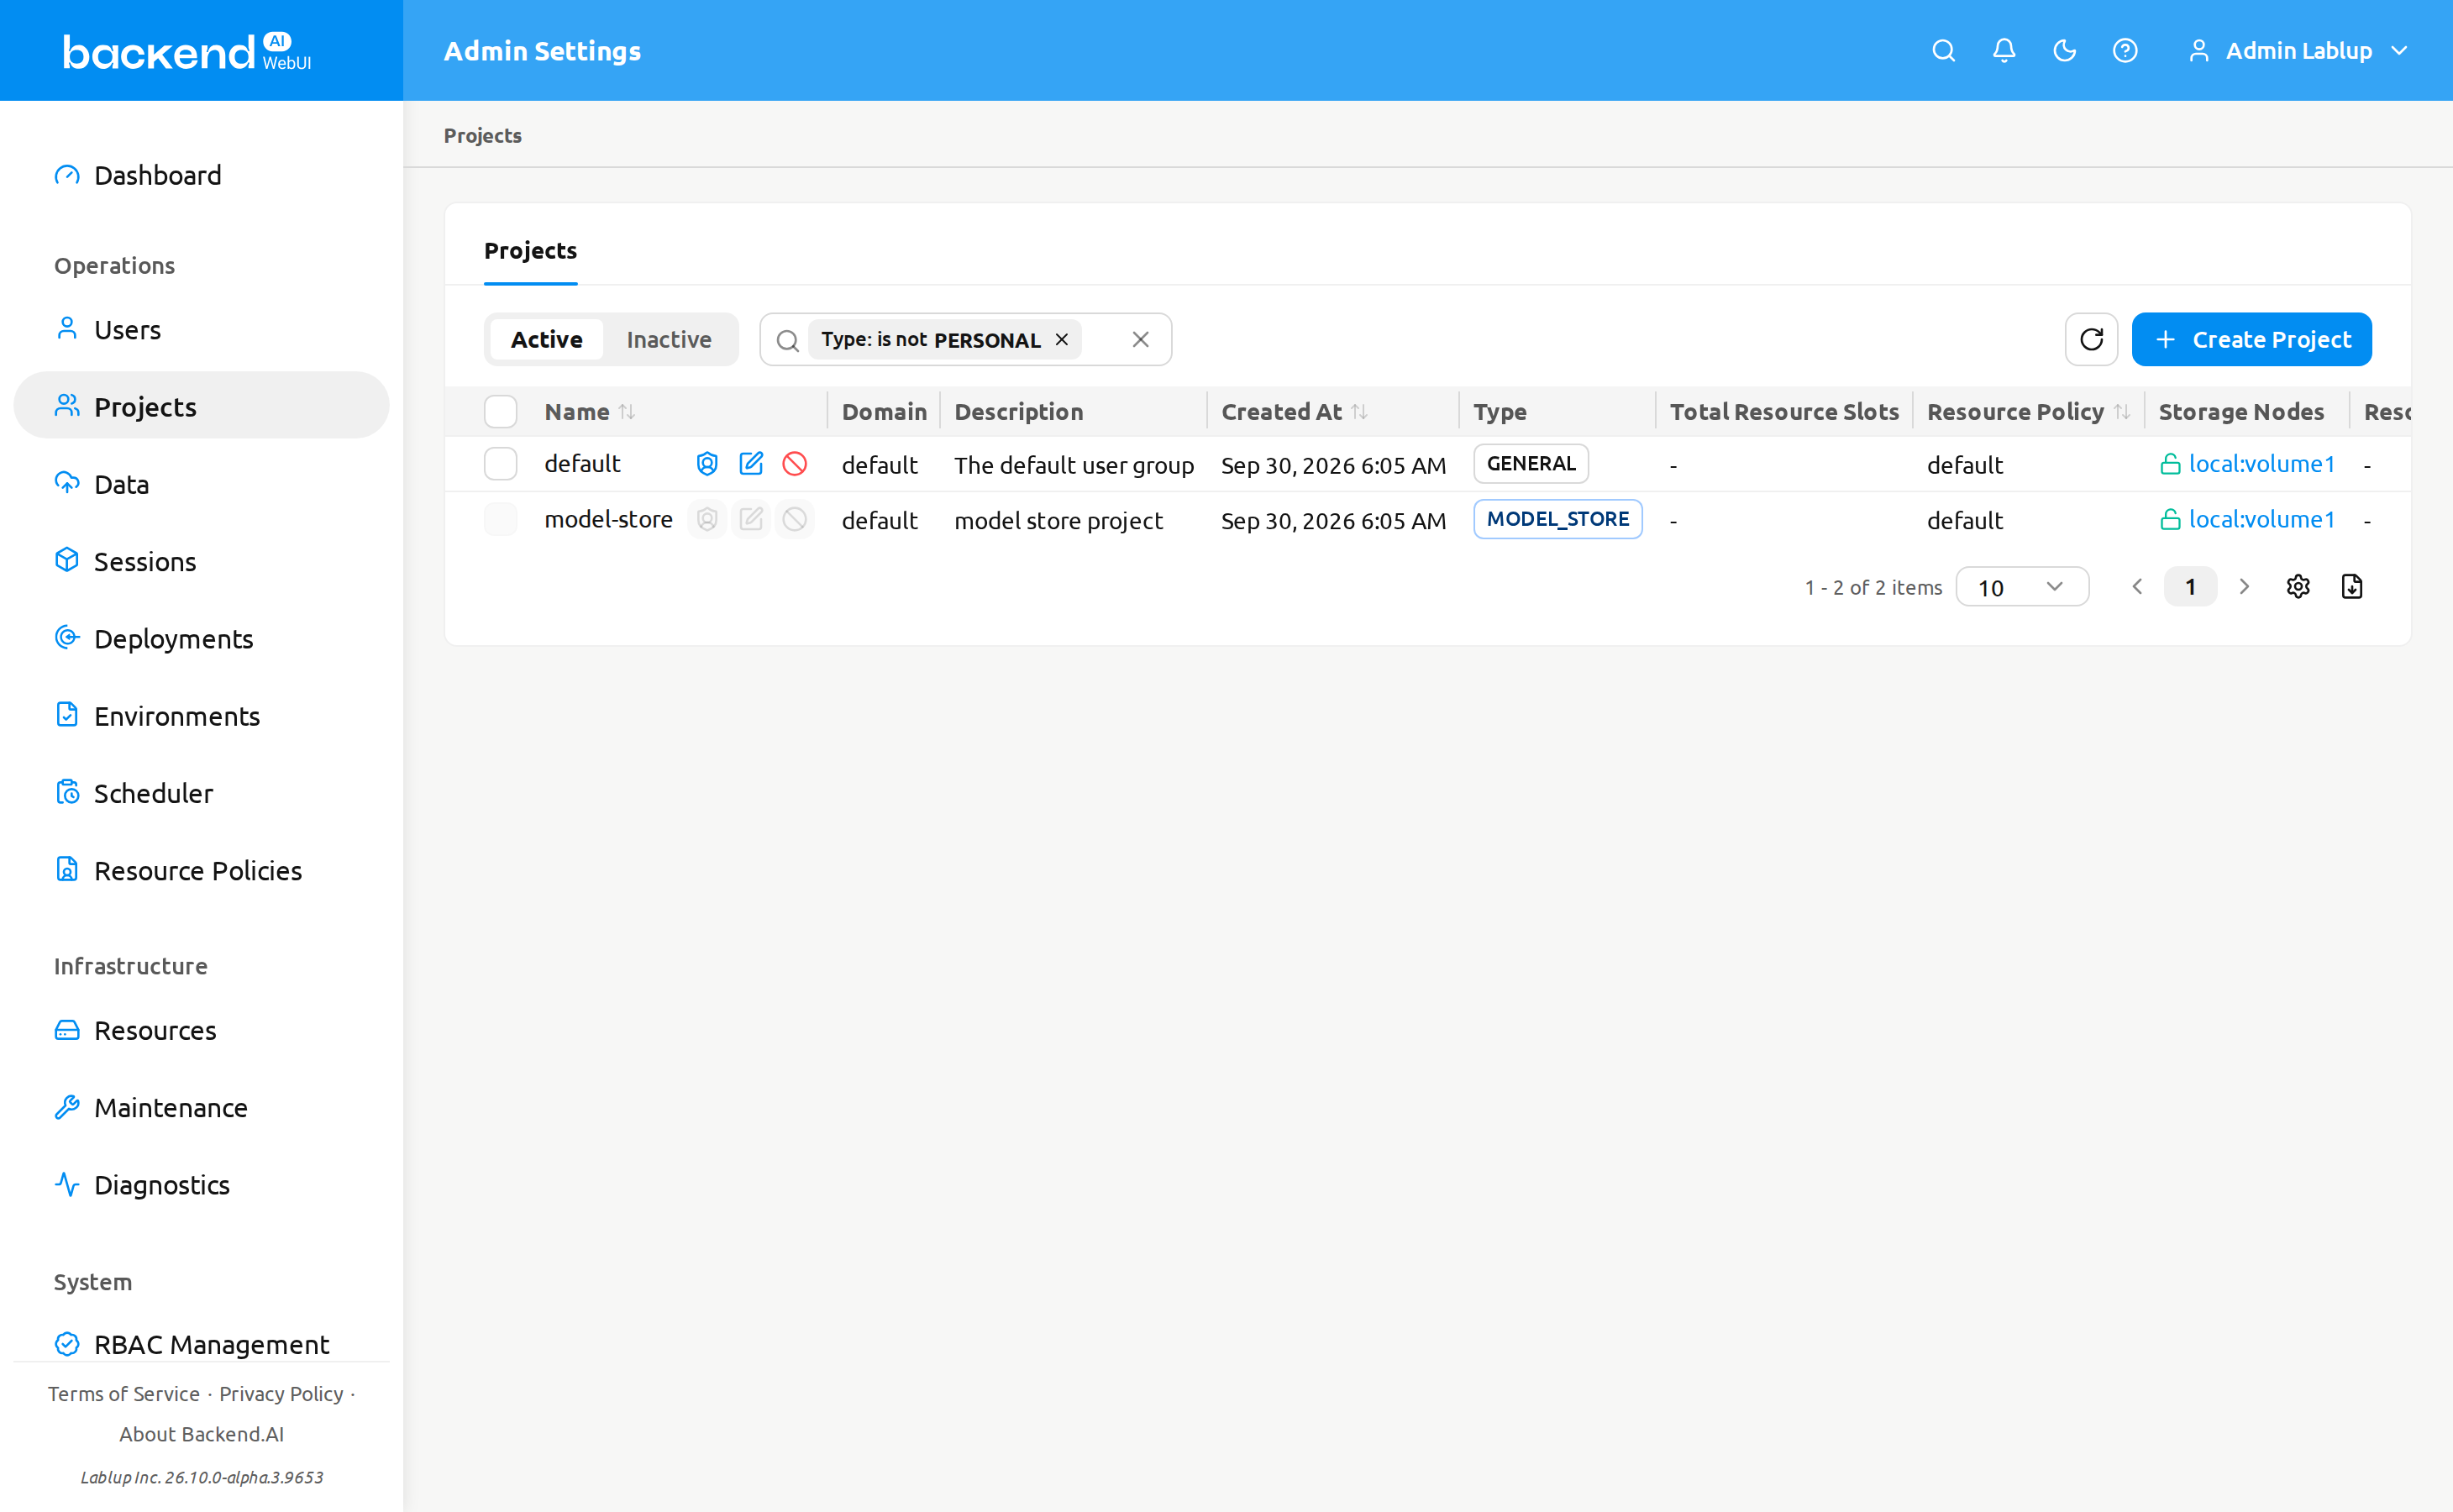 backend AI WebUI
Admin Settings
Admin Lablup
Projects
Dashboard
Operations
Users
Projects
Data
Sessions
Deployments
Environments
Scheduler
Resource Policies
Infrastructure
Resources
Maintenance
Diagnostics
System
RBAC Management
Terms of Service · Privacy Policy ·
About Backend.AI
Lablup Inc. 26.10.0-alpha.3.9653
Projects
Active Inactive Type: is not PERSONAL Create Project
Name Domain Description Created At Type Total Resource Slots Resource Policy Storage Nodes
default default The default user group Sep 30, 2026 6:05 AM GENERAL - default local:volume1 -
model-store default model store project Sep 30, 2026 6:05 AM MODEL_STORE - default local:volume1 -
1 - 2 of 2 items 10 1